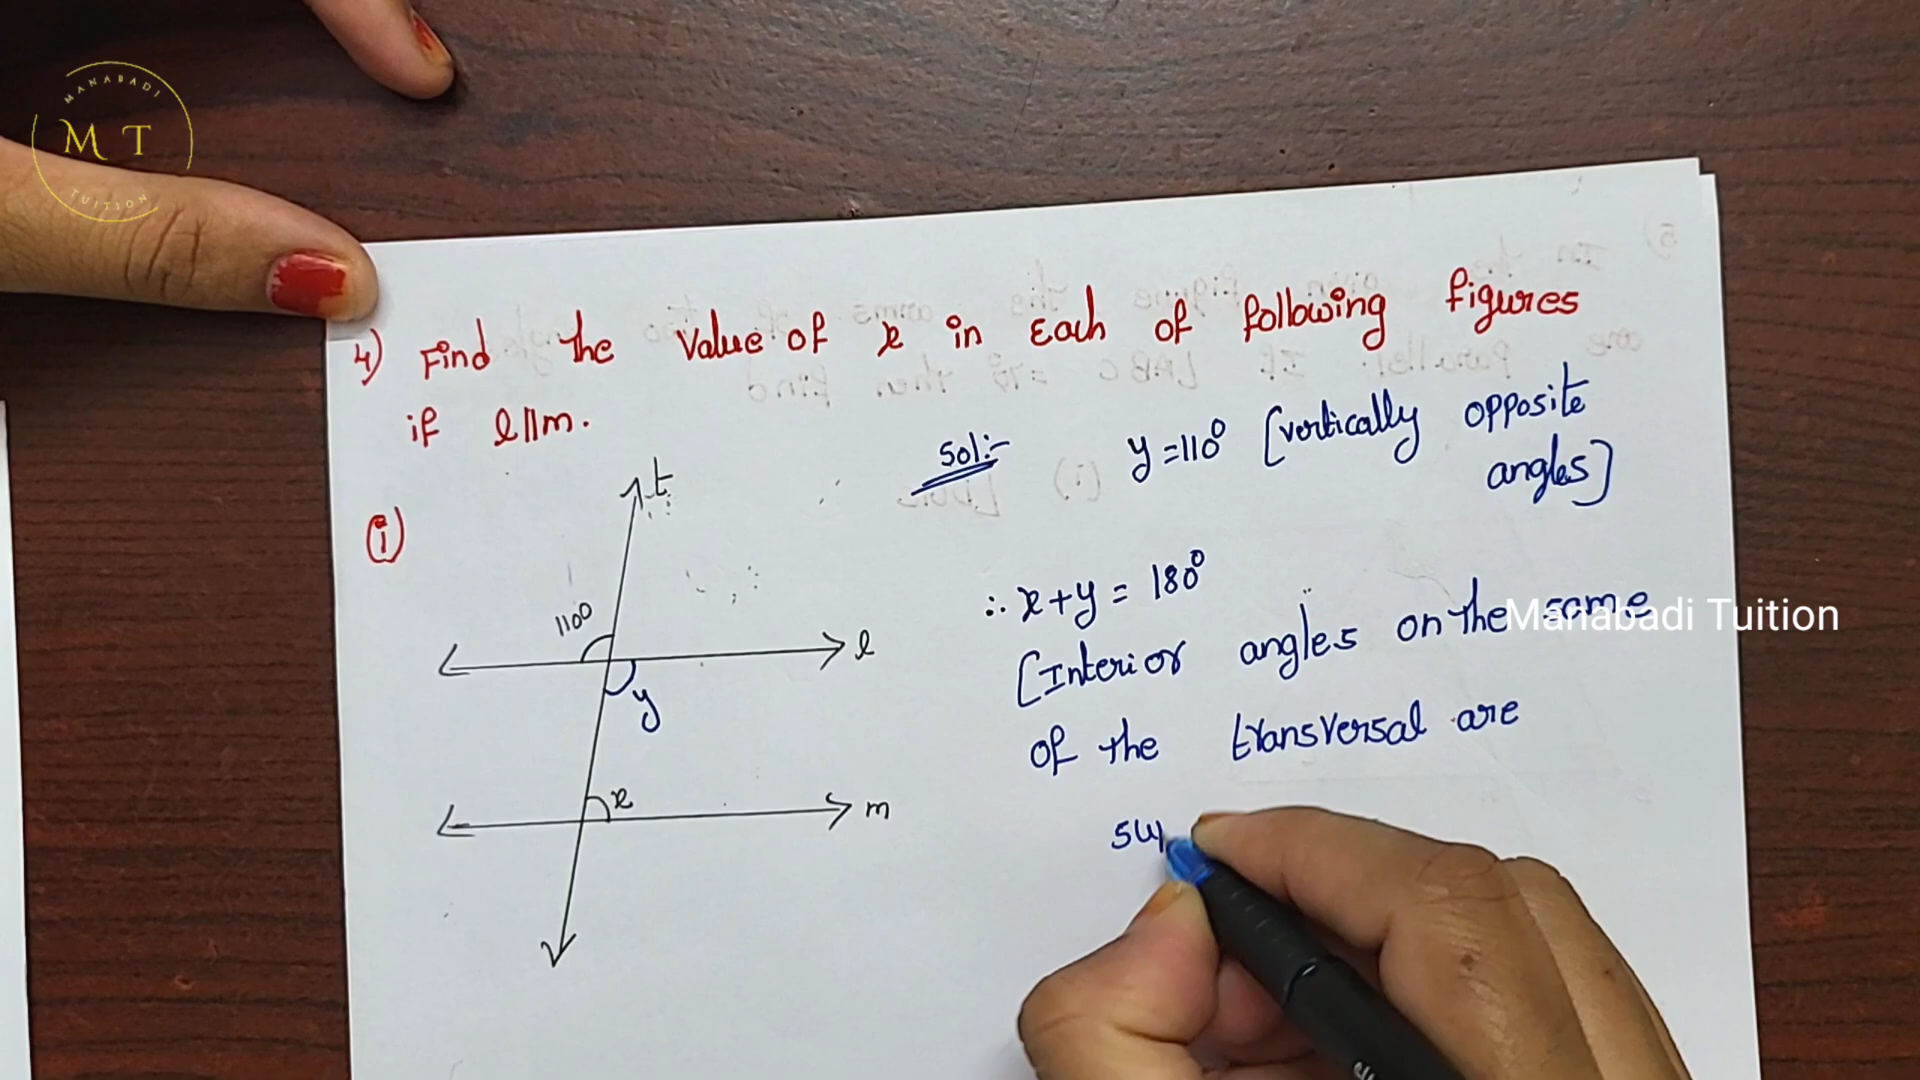 MANABADI
M T
TUITION
4) Find the value of x in Each of following figures
if l||m.
Sol:- y = 110° [vertically opposite
angles]
(i)
t
110°
l
y
x
m
∴ x + y = 180°
[Interior angles on the same
Manabadi Tuition
of the transversal are
sup